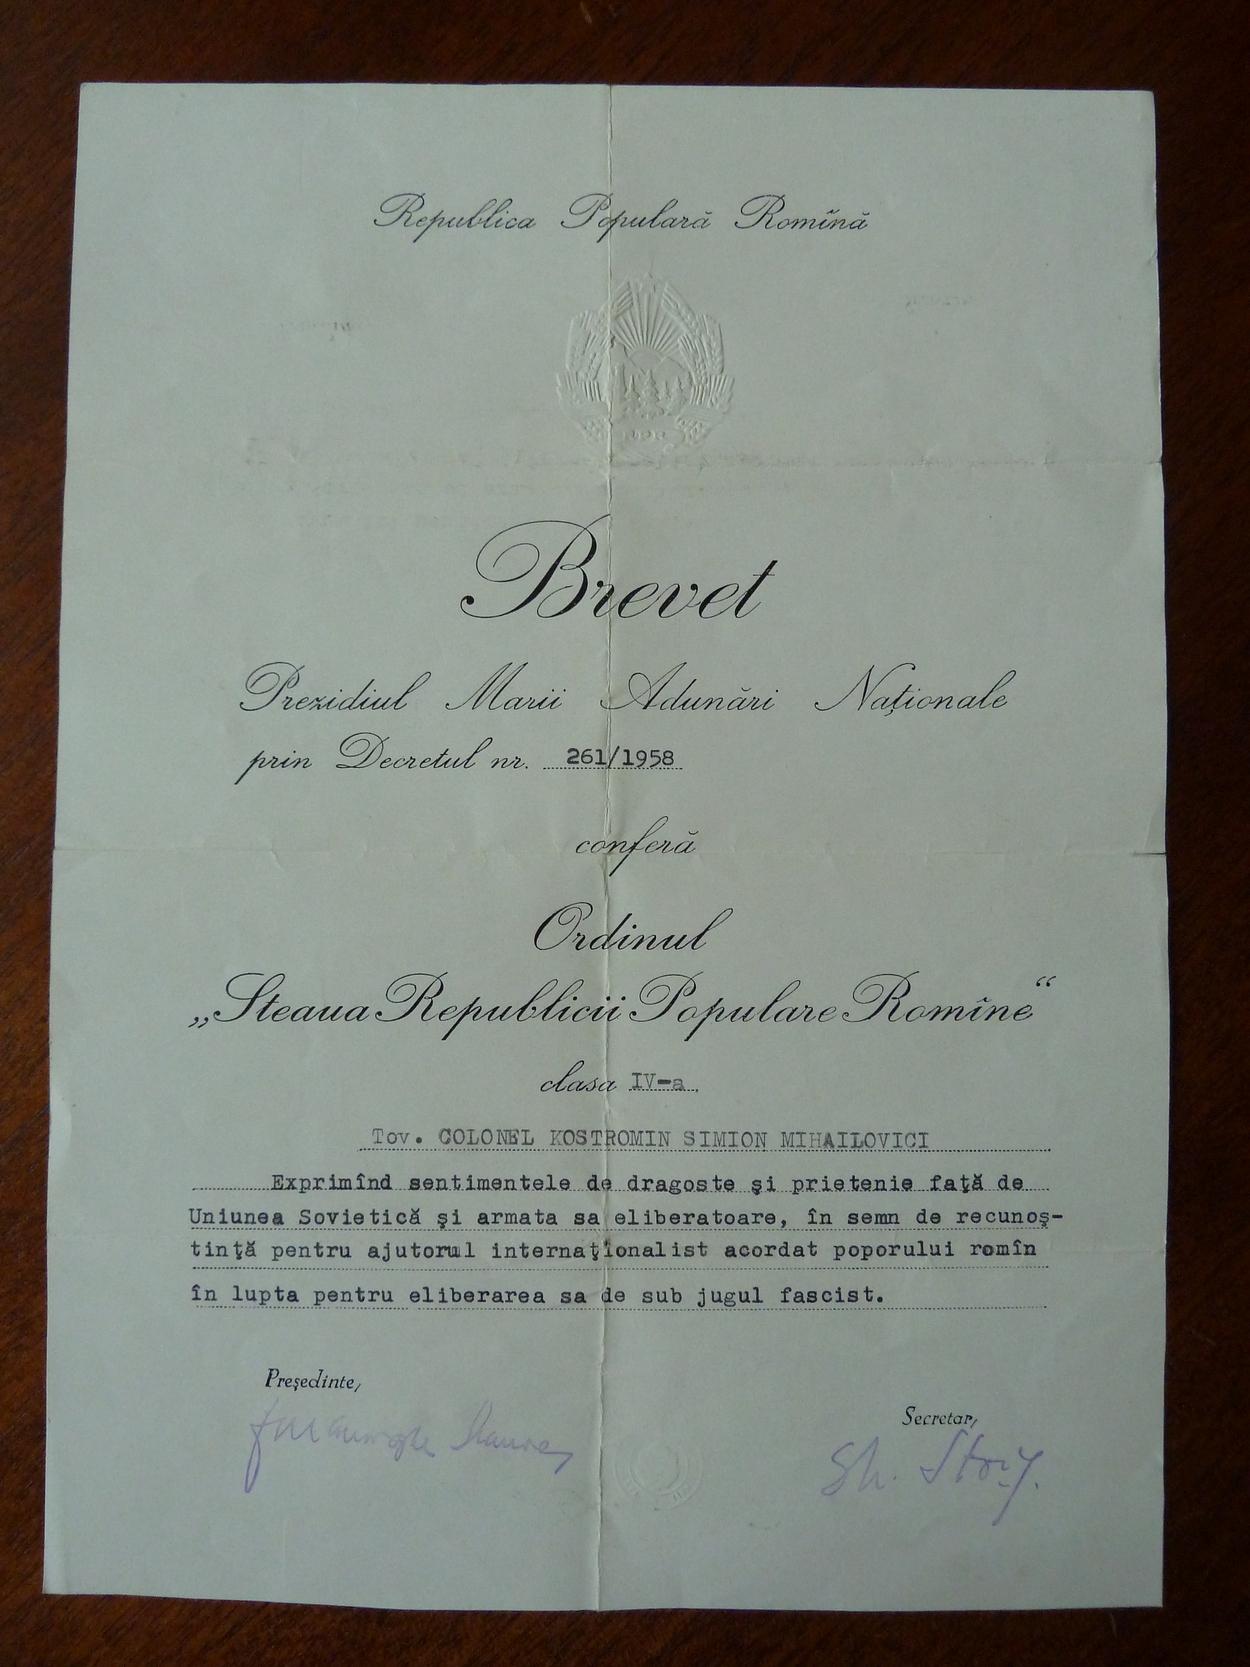 Republica Populară Romînă
Brevet
Prezidiul Marii Adunări Naționale
prin Decretul nr. 261/1958
conferă
Ordinul
„Steaua Republicii Populare Romîne“
clasa IV-a
Tov. COLONEL KOSTROMIN SIMION MIHAILOVICI
Exprimînd sentimentele de dragoste și prietenie față de
Uniunea Sovietică și armata sa eliberatoare, în semn de recunoș-
tință pentru ajutorul internaționalist acordat poporului romîn
în lupta pentru eliberarea sa de sub jugul fascist.
Președinte,
Secretar,
Gh.